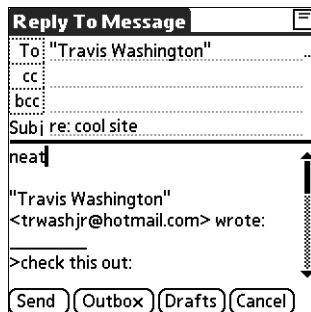 Reply To Message
To "Travis Washington" ..
cc
bcc
Subj re: cool site
neat
"Travis Washington"
<trwashjr@hotmail.com> wrote:
__________
>check this out:
Send Outbox Drafts Cancel